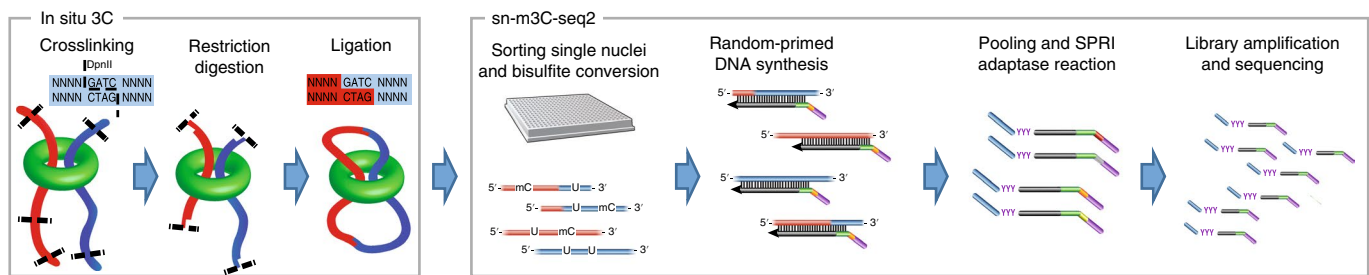 In situ 3C
Crosslinking
DpnII
NNNN GATC NNNN
NNNN CTAG NNNN
Restriction
digestion
Ligation
NNNN GATC NNNN
NNNN CTAG NNNN
sn-m3C-seq2
Sorting single nuclei
and bisulfite conversion
5′ mC U 3′
5′ U mC 3′
5′ U mC 3′
5′ U U 3′
Random-primed
DNA synthesis
5′ 3′
5′ 3′
5′ 3′
5′ 3′
Pooling and SPRI
adaptase reaction
YYY
YYY
YYY
YYY
Library amplification
and sequencing
YYY
YYY
YYY
YYY
YYY
YYY
YYY
YYY